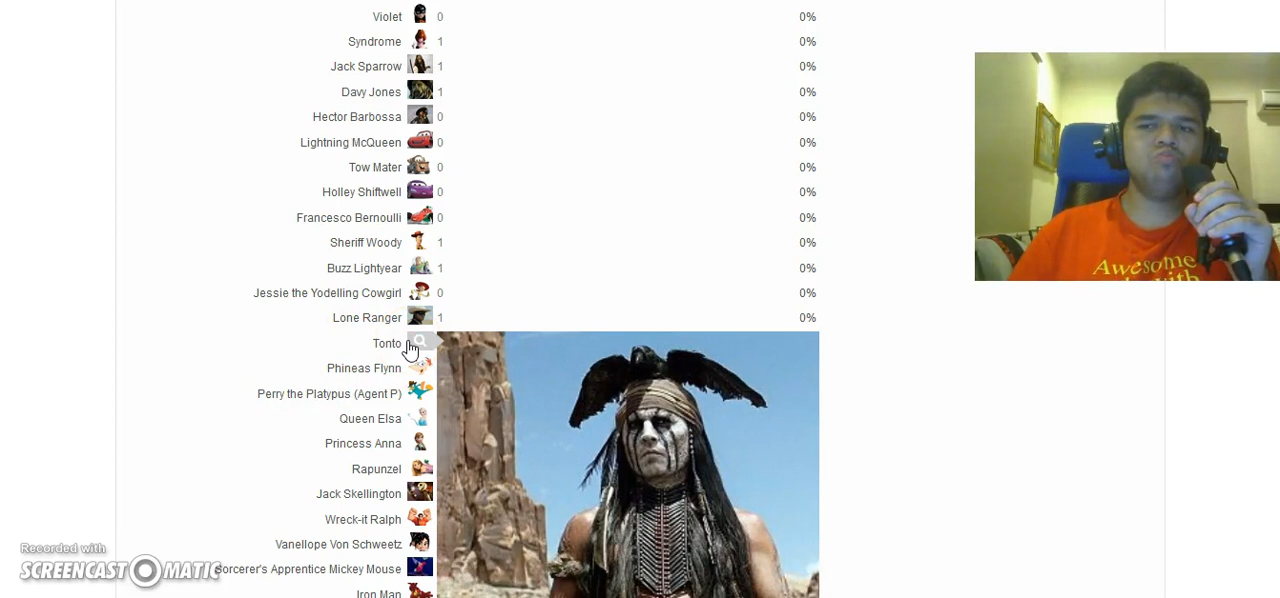 Violet 0 0%
Syndrome 1 0%
Jack Sparrow 1 0%
Davy Jones 1 0%
Hector Barbossa 0 0%
Lightning McQueen 0 0%
Tow Mater 0 0%
Holley Shiftwell 0 0%
Francesco Bernoulli 0 0%
Sheriff Woody 1 0%
Buzz Lightyear 1 0%
Jessie the Yodelling Cowgirl 0 0%
Lone Ranger 1 0%
Tonto
Phineas Flynn
Perry the Platypus (Agent P)
Queen Elsa
Princess Anna
Rapunzel
Jack Skellington
Wreck-it Ralph
Vanellope Von Schweetz
Sorcerer's Apprentice Mickey Mouse
Iron Man
Awesome
with
Recorded with
SCREENCAST MATIC